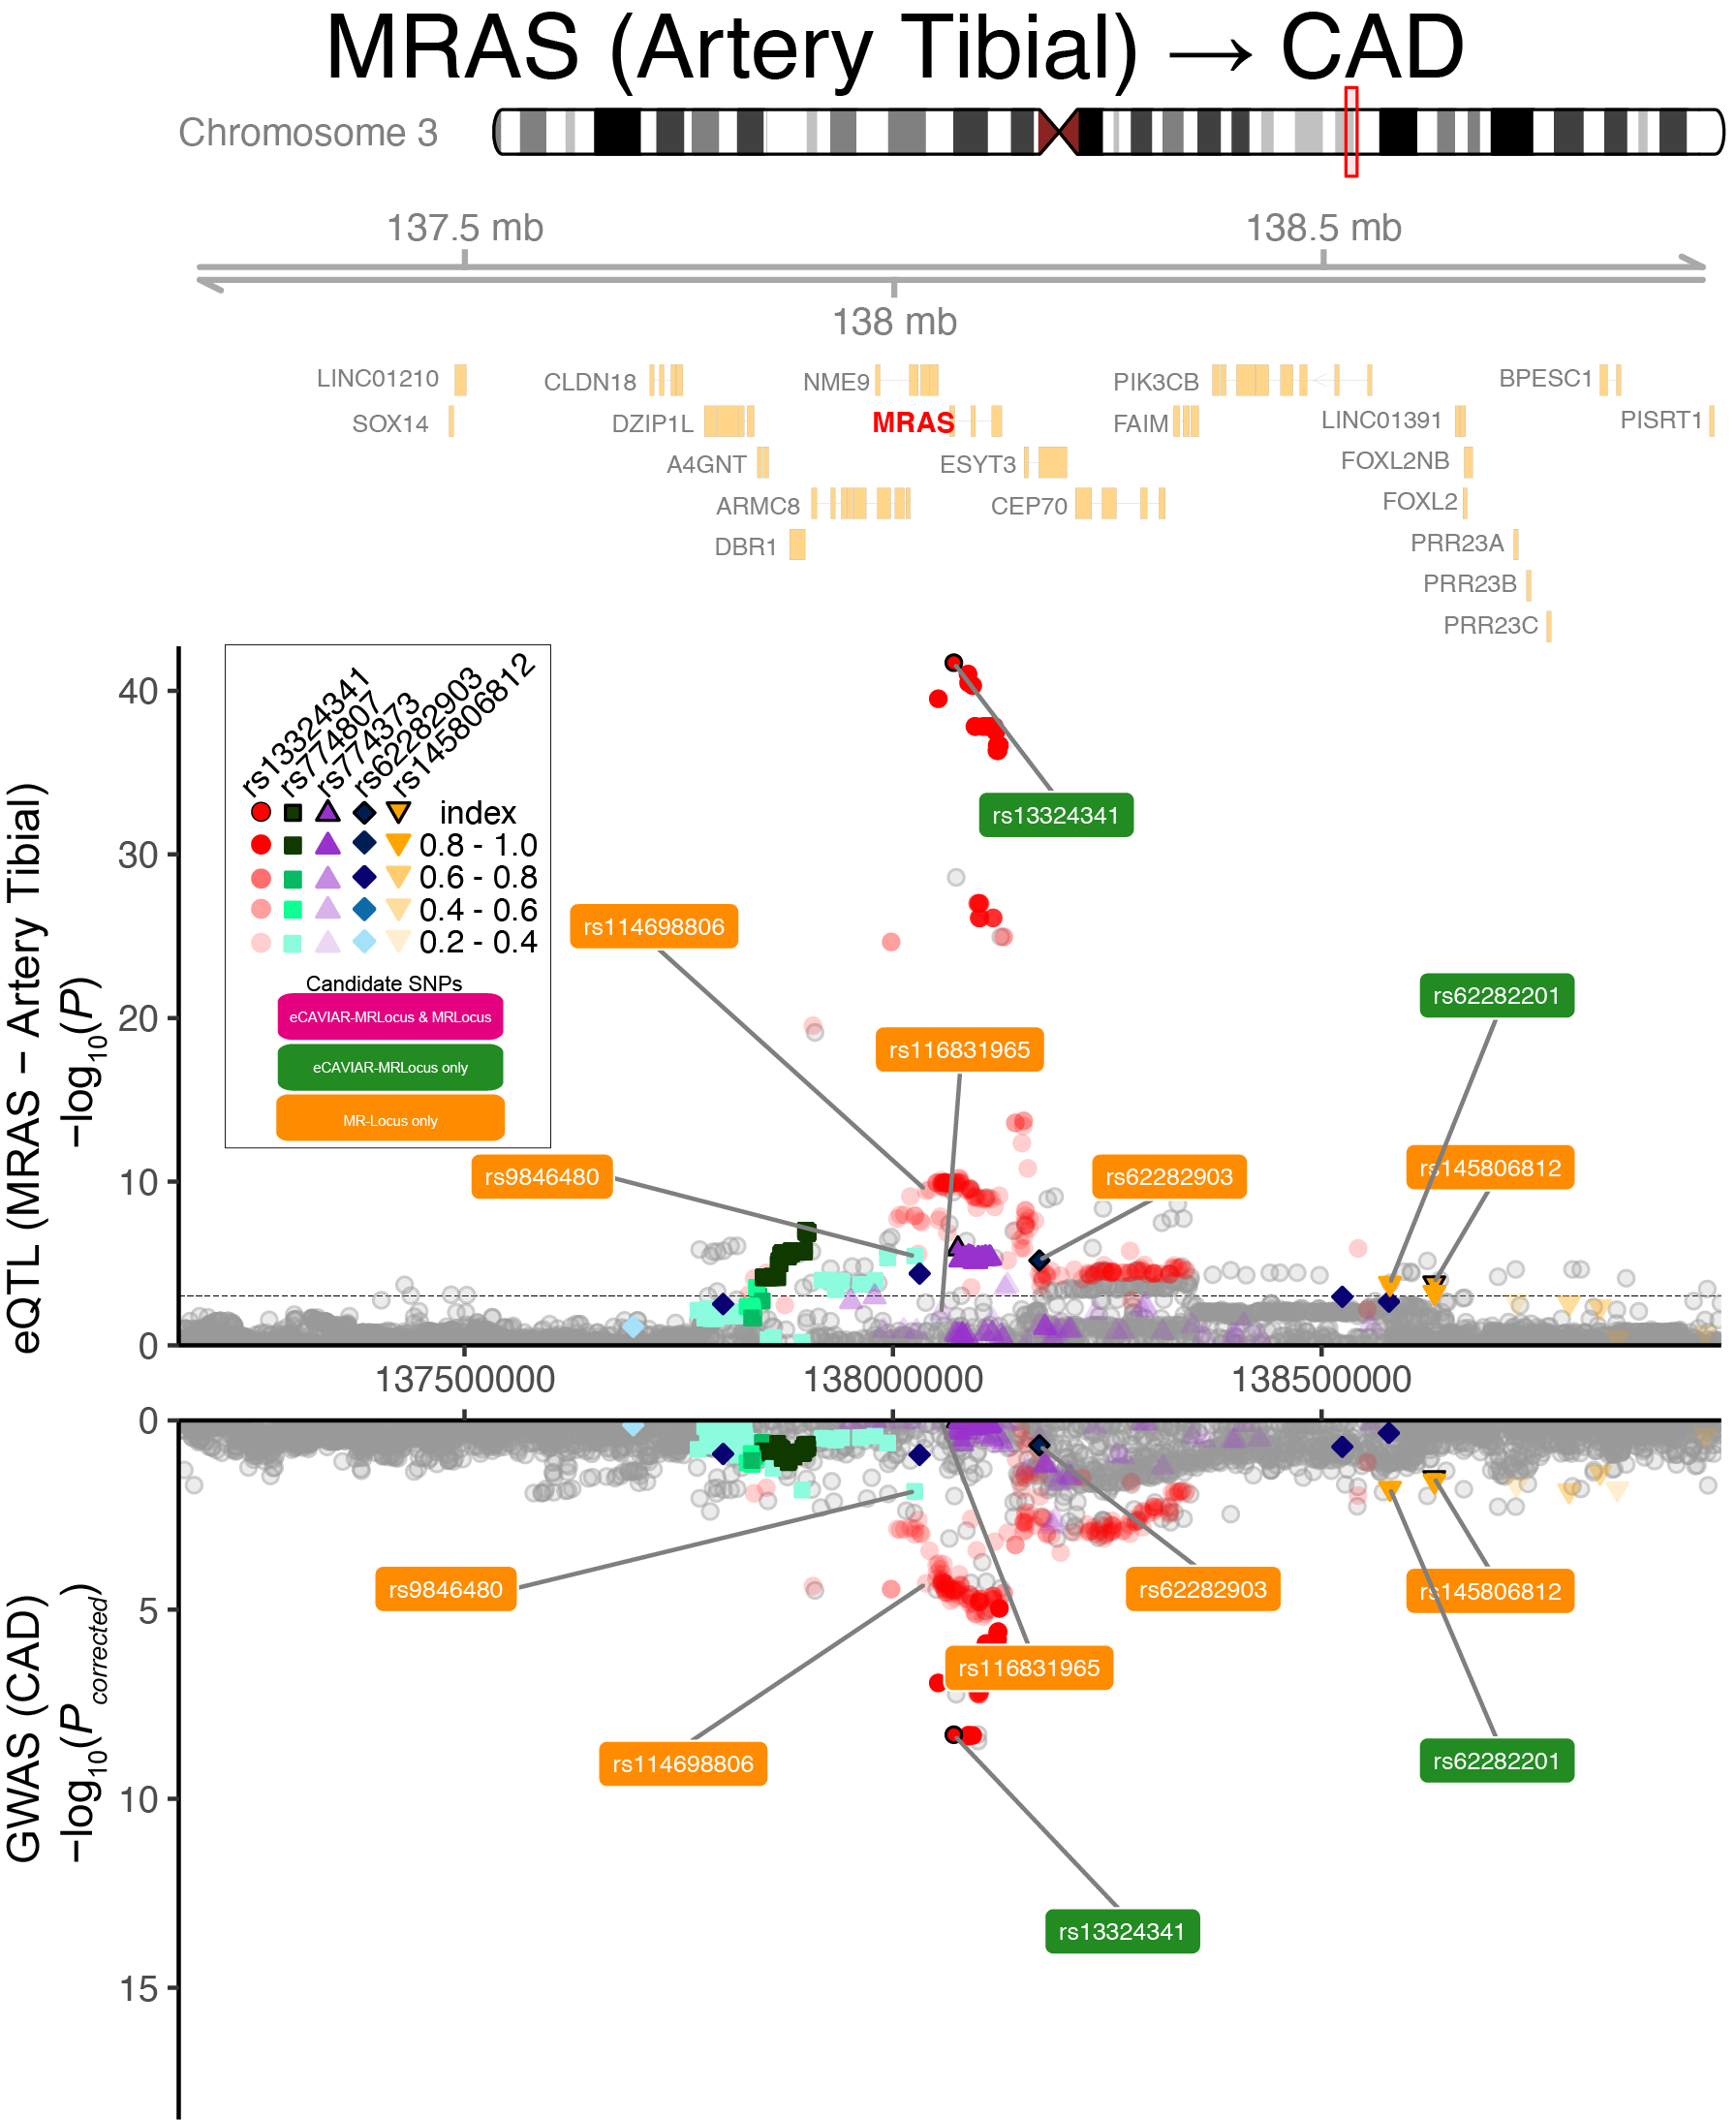 MRAS (Artery Tibial) → CAD
Chromosome 3
137.5 mb
138.5 mb
138 mb
LINC01210
CLDN18
NME9
PIK3CB
BPESC1
SOX14
DZIP1L
MRAS
FAIM
LINC01391
PISRT1
A4GNT
ESYT3
FOXL2NB
ARMC8
CEP70
FOXL2
DBR1
PRR23A
PRR23B
PRR23C
eQTL (MRAS − Artery Tibial)
−log10(P)
40
30
20
10
0
rs13324341
rs774807
rs774373
rs62282903
rs145806812
index
0.8 - 1.0
0.6 - 0.8
0.4 - 0.6
0.2 - 0.4
Candidate SNPs
eCAVIAR-MRLocus & MRLocus
eCAVIAR-MRLocus only
MR-Locus only
rs13324341
rs114698806
rs62282201
rs116831965
rs9846480
rs62282903
rs145806812
137500000
138000000
138500000
GWAS (CAD)
−log10(Pcorrected)
0
5
10
15
rs9846480
rs62282903
rs145806812
rs116831965
rs114698806
rs62282201
rs13324341